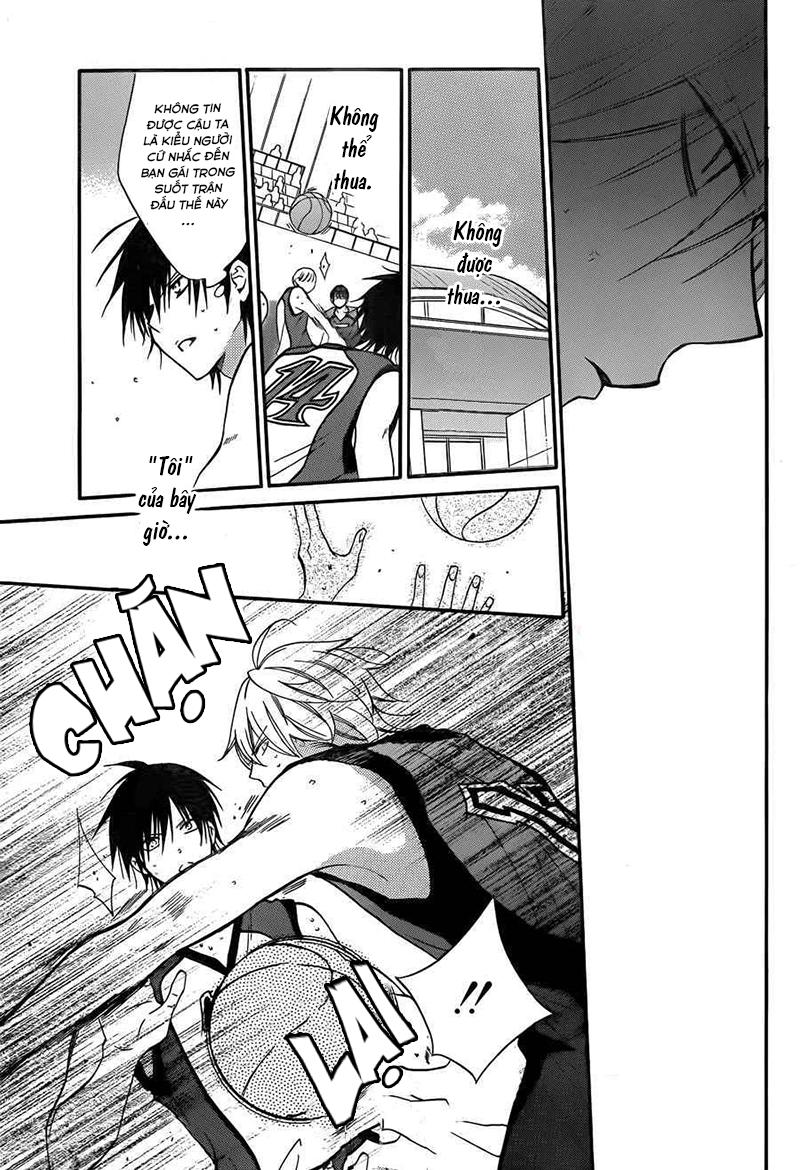 Không
được
thua...
Không
thể
thua.
KHÔNG TIN
ĐƯỢC CẬU TA
LÀ KIỂU NGƯỜI
CỨ NHẮC ĐẾN
BẠN GÁI TRONG
SUỐT TRẬN
ĐẤU THẾ NÀY
...
14
"Tôi"
của bây
giờ...
CHẶN
!!
LẠI